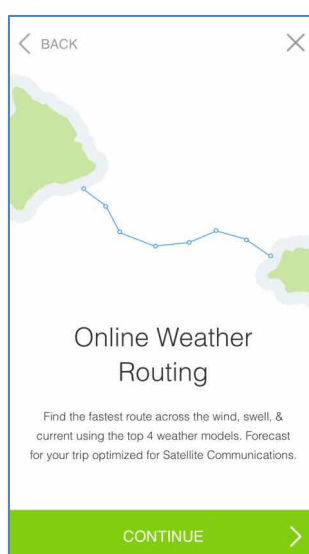 BACK
Online Weather
Routing
Find the fastest route across the wind, swell, &
current using the top 4 weather models. Forecast
for your trip optimized for Satellite Communications.
CONTINUE